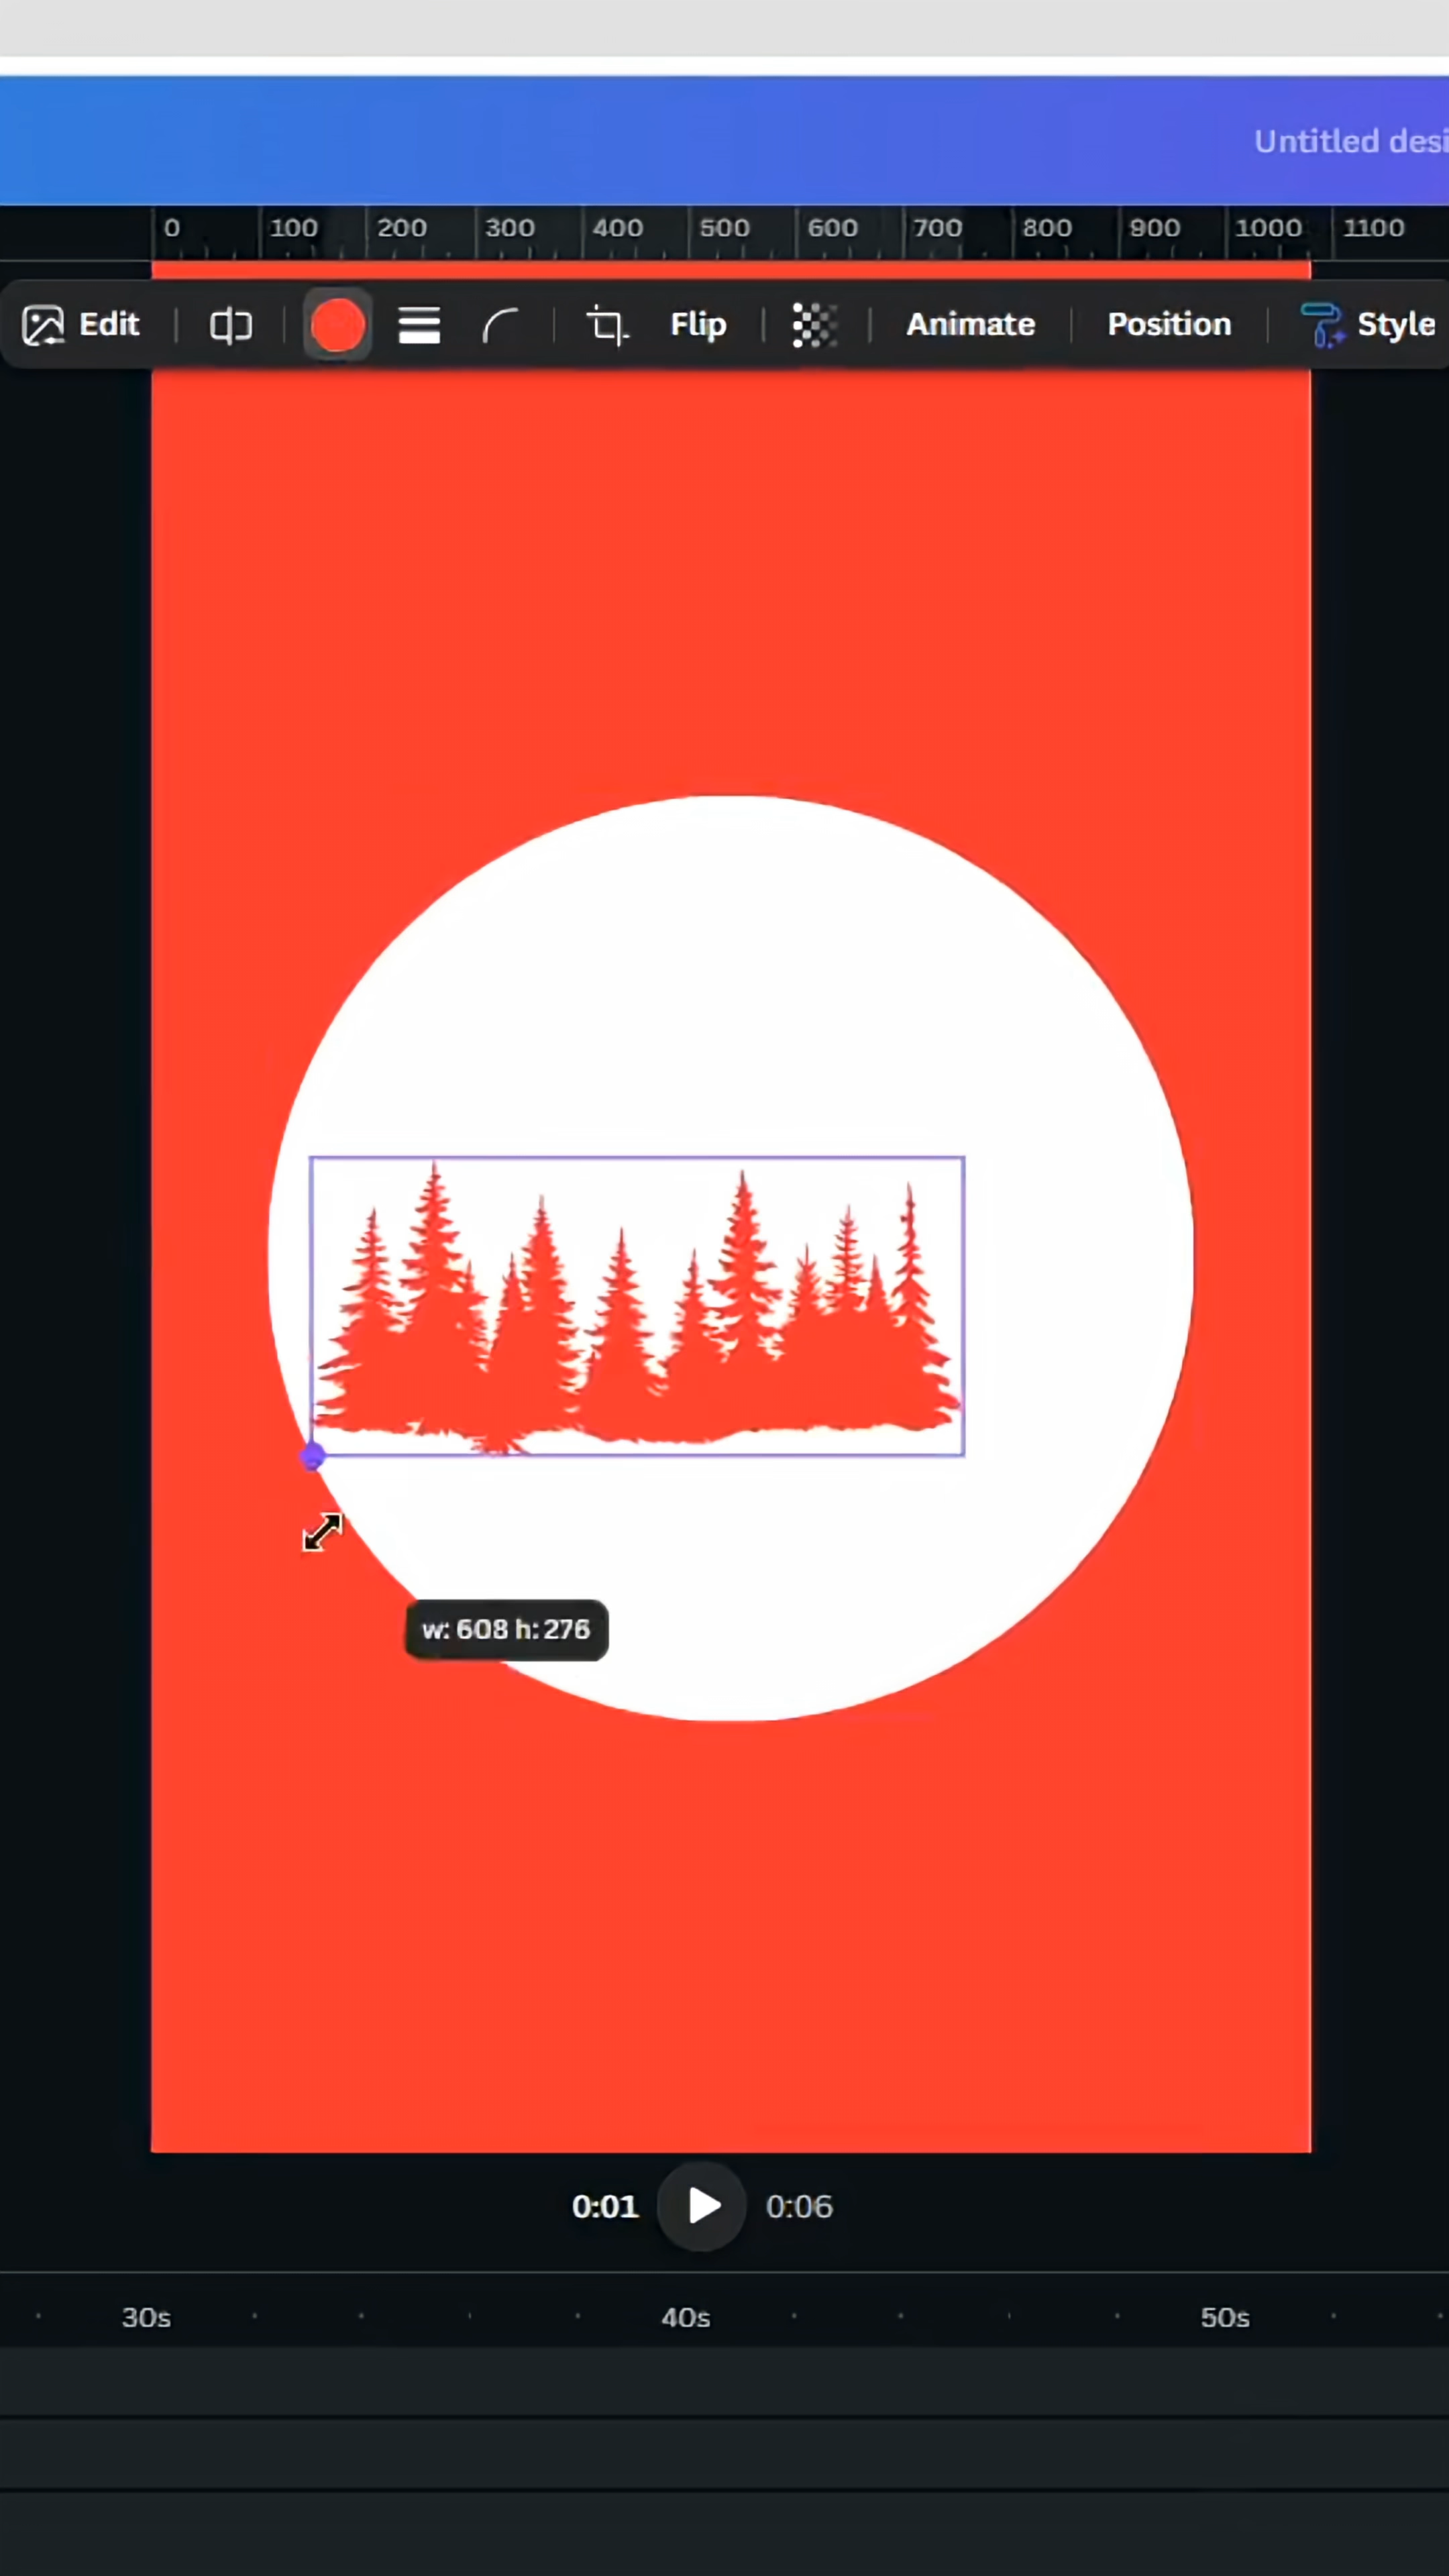 Untitled desi
0 100 200 300 400 500 600 700 800 900 1000 1100
Edit Flip Animate Position Style
w: 608 h: 276
0:01 0:06
30s 40s 50s